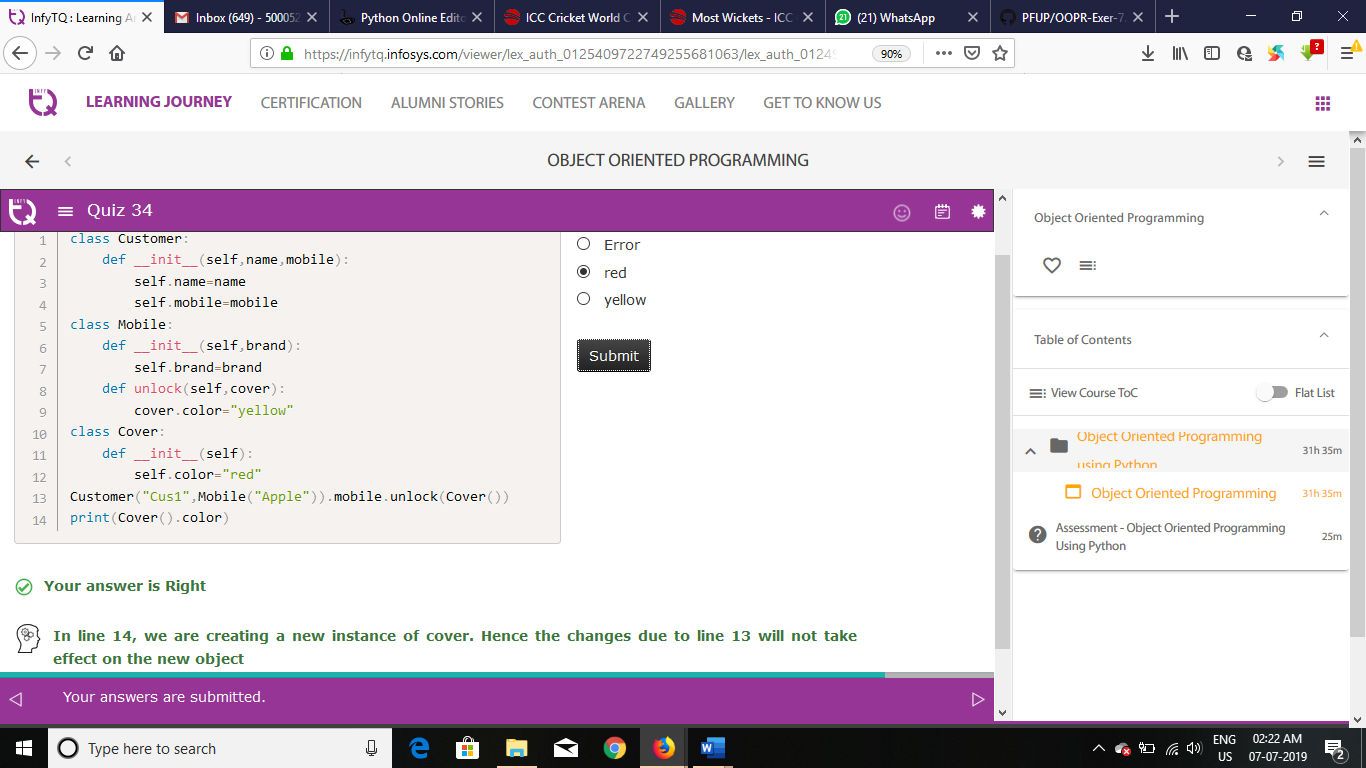 InfyTQ : Learning A
Inbox (649) - 500052
Python Online Edito
ICC Cricket World C
Most Wickets - ICC
(21) WhatsApp
PFUP/OOPR-Exer-7.
https://infytq.infosys.com/viewer/lex_auth_0125409722749255681063/lex_auth_01249
90%
INFY TQ
LEARNING JOURNEY
CERTIFICATION
ALUMNI STORIES
CONTEST ARENA
GALLERY
GET TO KNOW US
OBJECT ORIENTED PROGRAMMING
INFY TQ
Quiz 34
1 class Customer:
2     def __init__(self,name,mobile):
3         self.name=name
4         self.mobile=mobile
5 class Mobile:
6     def __init__(self,brand):
7         self.brand=brand
8     def unlock(self,cover):
9         cover.color="yellow"
10 class Cover:
11     def __init__(self):
12         self.color="red"
13 Customer("Cus1",Mobile("Apple")).mobile.unlock(Cover())
14 print(Cover().color)
Error
red
yellow
Submit
Your answer is Right
In line 14, we are creating a new instance of cover. Hence the changes due to line 13 will not take
effect on the new object
Your answers are submitted.
Object Oriented Programming
Table of Contents
View Course ToC
Flat List
Object Oriented Programming
using Python
31h 35m
Object Oriented Programming
31h 35m
Assessment - Object Oriented Programming
Using Python
25m
Type here to search
ENG
US
02:22 AM
07-07-2019
2